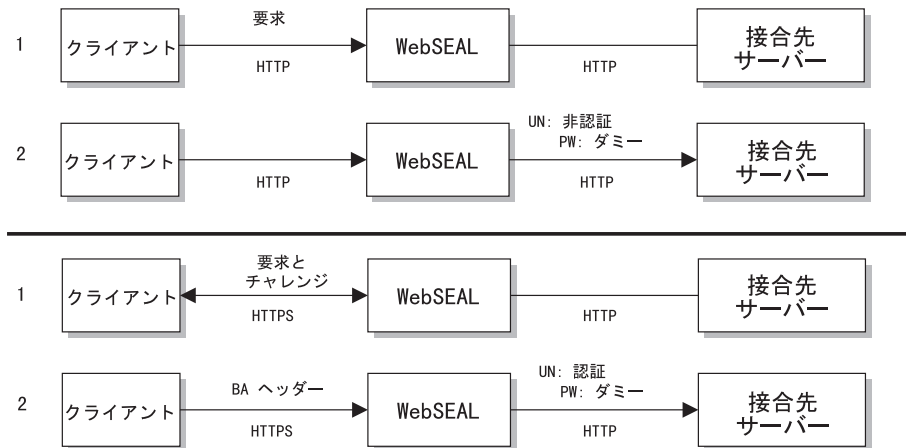 要求
1
クライアント
WebSEAL
接合先
サーバー
HTTP
HTTP
UN: 非認証
PW: ダミー
2
クライアント
WebSEAL
接合先
サーバー
HTTP
HTTP
要求と
チャレンジ
1
クライアント
WebSEAL
接合先
サーバー
HTTPS
HTTP
UN: 認証
PW: ダミー
BA ヘッダー
2
クライアント
WebSEAL
接合先
サーバー
HTTPS
HTTP